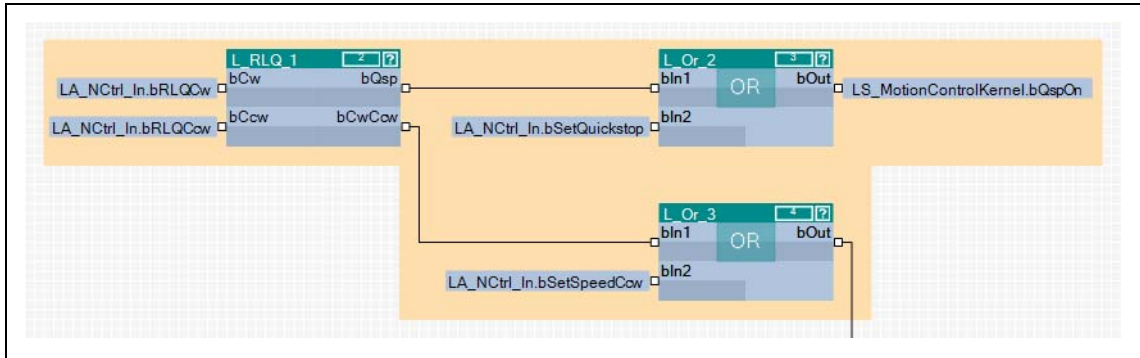 L_RLQ_1 2 ?
bCw bQsp
LA_NCtrl_In.bRLQCw
bCcw bCwCcw
LA_NCtrl_In.bRLQCcw
L_Or_2 3 ?
bIn1 OR bOut
LS_MotionControlKernel.bQspOn
bIn2
LA_NCtrl_In.bSetQuickstop
L_Or_3 4 ?
bIn1 OR bOut
bIn2
LA_NCtrl_In.bSetSpeedCcw